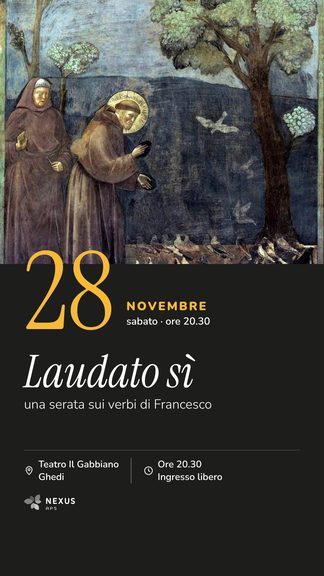 28
NOVEMBRE
sabato · ore 20.30
Laudato sì
una serata sui verbi di Francesco
Teatro Il Gabbiano
Ghedi
Ore 20.30
Ingresso libero
NEXUS
APS